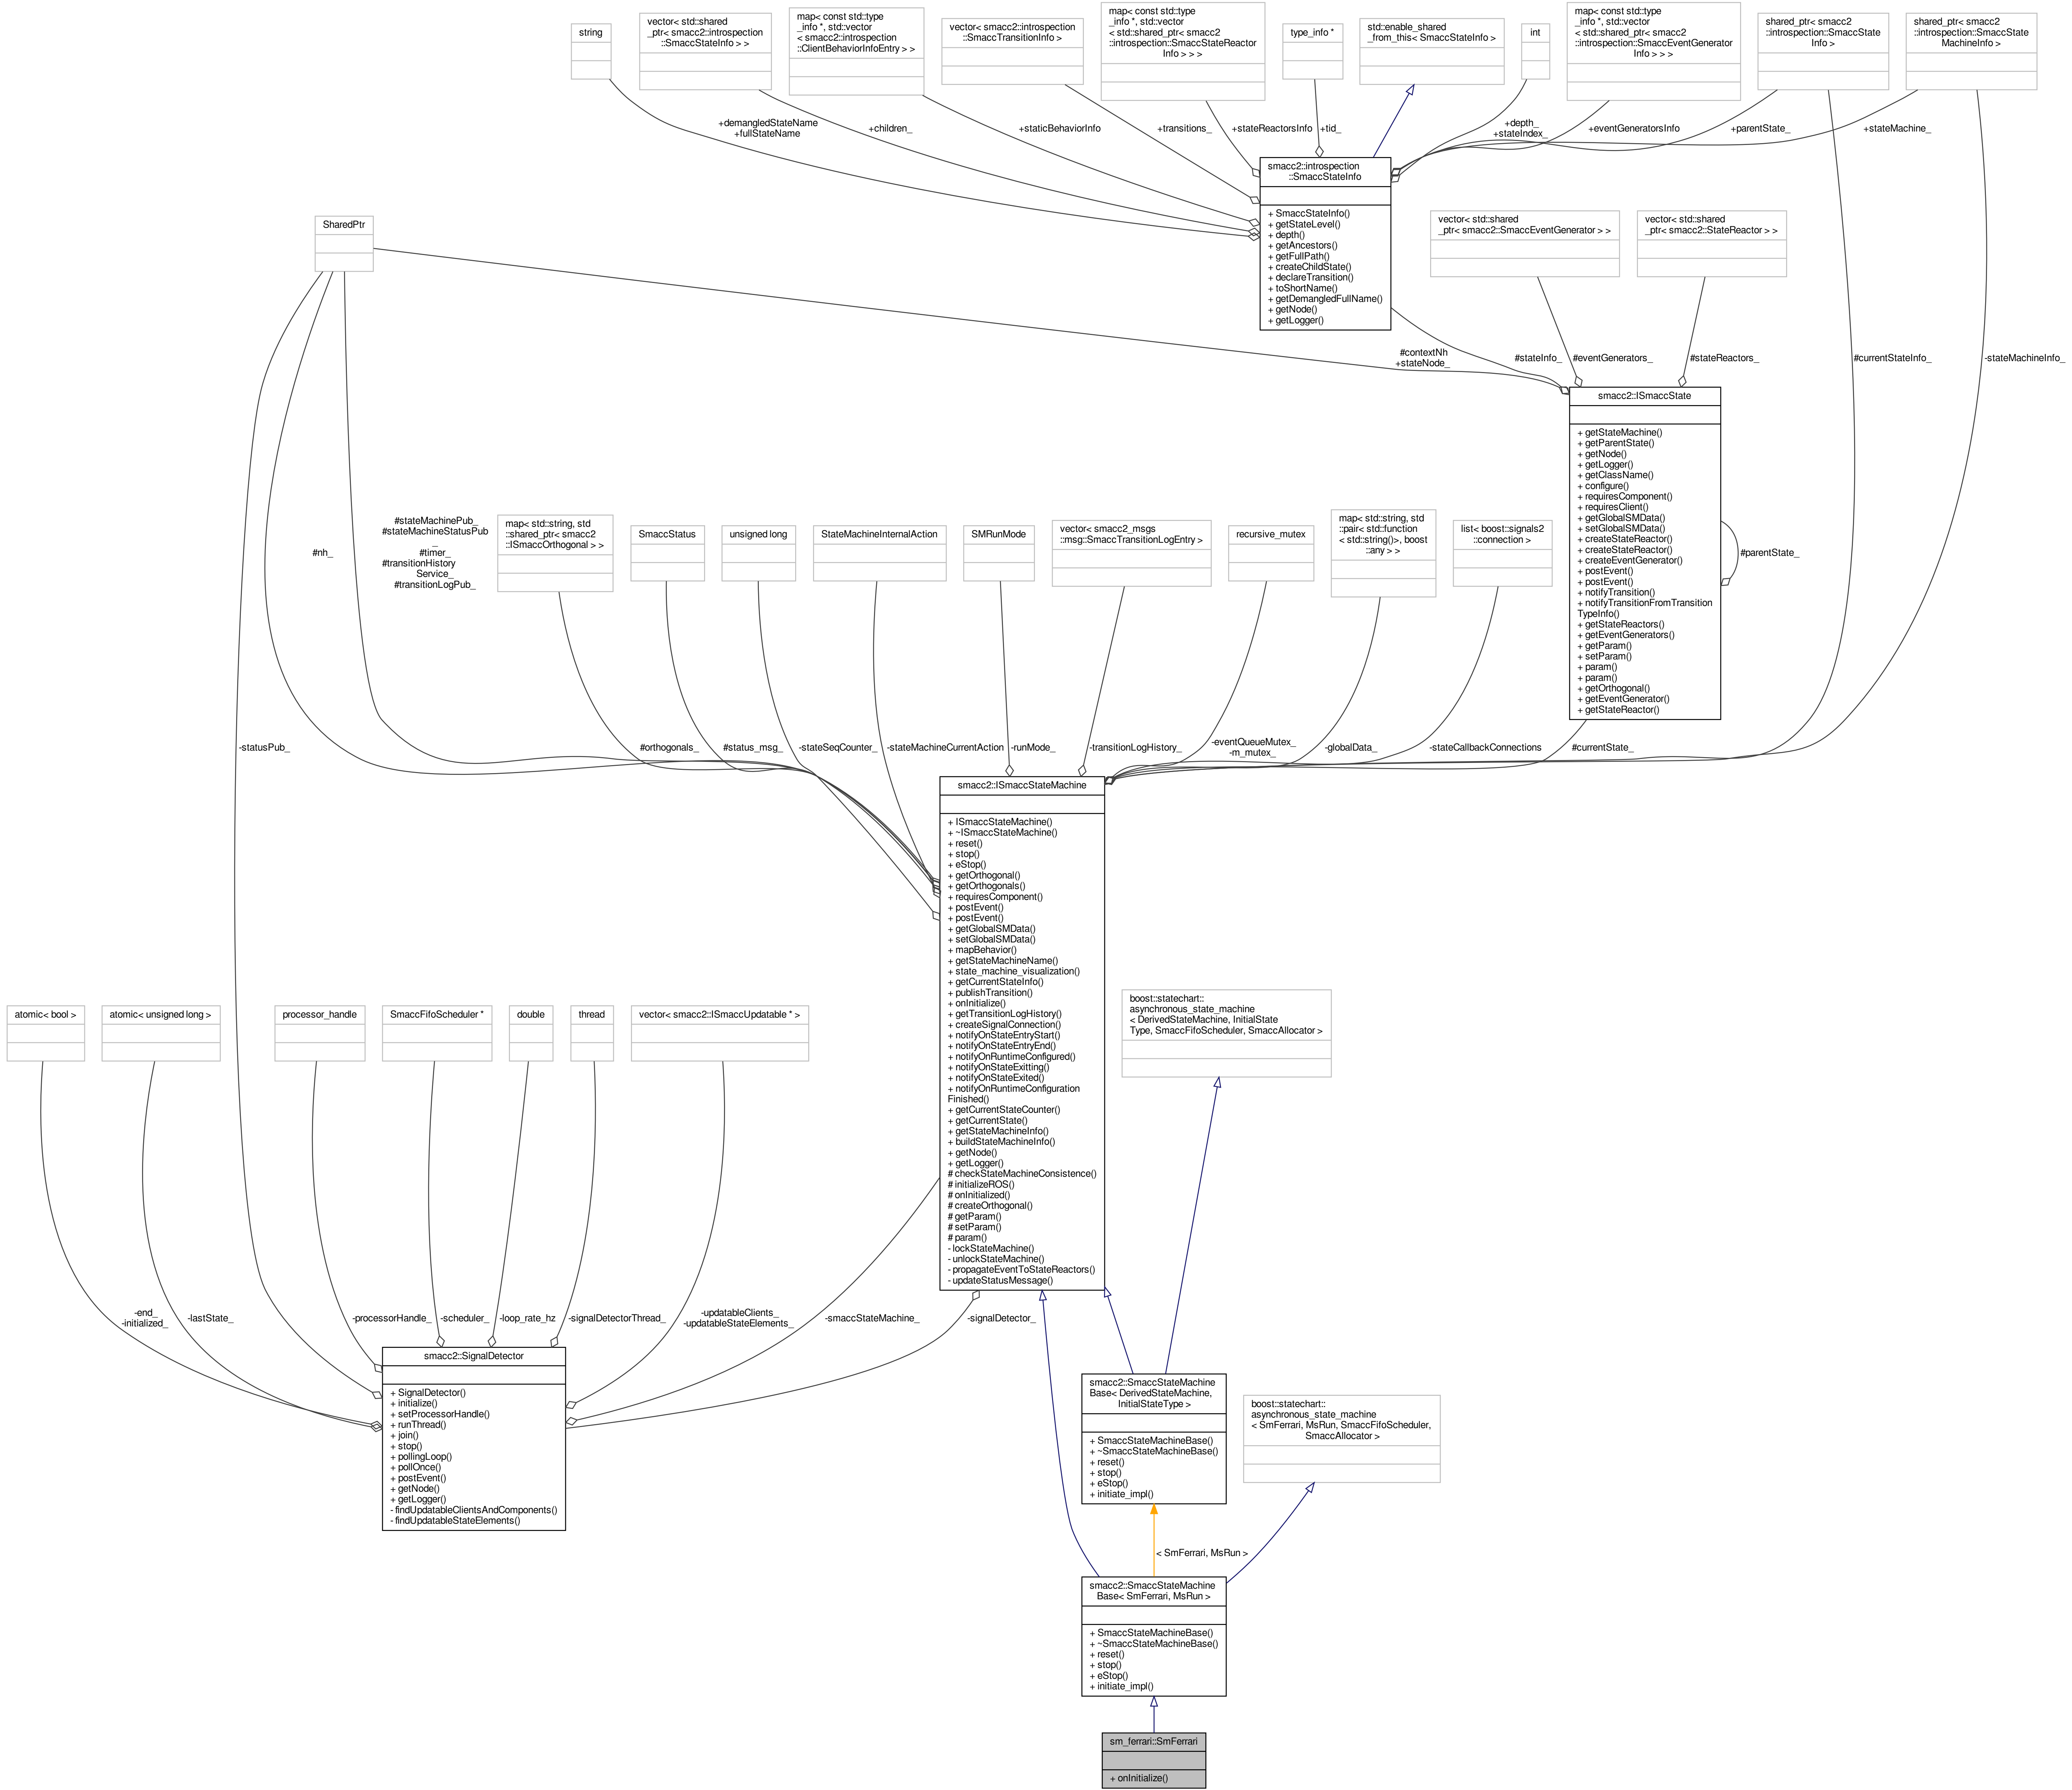 string
vector< std::shared
_ptr< smacc2::introspection
::SmaccStateInfo > >
map< const std::type
_info *, std::vector
< smacc2::introspection
::ClientBehaviorInfoEntry > >
vector< smacc2::introspection
::SmaccTransitionInfo >
map< const std::type
_info *, std::vector
< std::shared_ptr< smacc2
::introspection::SmaccStateReactor
Info > > >
type_info *
std::enable_shared
_from_this< SmaccStateInfo >
int
map< const std::type
_info *, std::vector
< std::shared_ptr< smacc2
::introspection::SmaccEventGenerator
Info > > >
shared_ptr< smacc2
::introspection::SmaccState
Info >
shared_ptr< smacc2
::introspection::SmaccState
MachineInfo >
+demangledStateName
+fullStateName
+children_
+staticBehaviorInfo
+transitions_
+stateReactorsInfo
+tid_
+depth_
+stateIndex_
+eventGeneratorsInfo
+parentState_
+stateMachine_
smacc2::introspection
::SmaccStateInfo
+ SmaccStateInfo()
+ getStateLevel()
+ depth()
+ getAncestors()
+ getFullPath()
+ createChildState()
+ declareTransition()
+ toShortName()
+ getDemangledFullName()
+ getNode()
+ getLogger()
SharedPtr
vector< std::shared
_ptr< smacc2::SmaccEventGenerator > >
vector< std::shared
_ptr< smacc2::StateReactor > >
#contextNh
+stateNode_
#stateInfo_
#eventGenerators_
#stateReactors_
#currentStateInfo_
-stateMachineInfo_
smacc2::ISmaccState
+ getStateMachine()
+ getParentState()
+ getNode()
+ getLogger()
+ getClassName()
+ configure()
+ requiresComponent()
+ requiresClient()
+ getGlobalSMData()
+ setGlobalSMData()
+ createStateReactor()
+ createStateReactor()
+ createEventGenerator()
+ postEvent()
+ postEvent()
+ notifyTransition()
+ notifyTransitionFromTransition
TypeInfo()
+ getStateReactors()
+ getEventGenerators()
+ getParam()
+ setParam()
+ param()
+ param()
+ getOrthogonal()
+ getEventGenerator()
+ getStateReactor()
#parentState_
#nh_
#stateMachinePub_
#stateMachineStatusPub
_
#timer_
#transitionHistory
Service_
#transitionLogPub_
map< std::string, std
::shared_ptr< smacc2
::ISmaccOrthogonal > >
SmaccStatus
unsigned long
StateMachineInternalAction
SMRunMode
vector< smacc2_msgs
::msg::SmaccTransitionLogEntry >
recursive_mutex
map< std::string, std
::pair< std::function
< std::string()>, boost
::any > >
list< boost::signals2
::connection >
-statusPub_
#orthogonals_
#status_msg_
-stateSeqCounter_
-stateMachineCurrentAction
-runMode_
-transitionLogHistory_
-eventQueueMutex_
-m_mutex_
-globalData_
-stateCallbackConnections
#currentState_
smacc2::ISmaccStateMachine
+ ISmaccStateMachine()
+ ~ISmaccStateMachine()
+ reset()
+ stop()
+ eStop()
+ getOrthogonal()
+ getOrthogonals()
+ requiresComponent()
+ postEvent()
+ postEvent()
+ getGlobalSMData()
+ setGlobalSMData()
+ mapBehavior()
+ getStateMachineName()
+ state_machine_visualization()
+ getCurrentStateInfo()
+ publishTransition()
+ onInitialize()
+ getTransitionLogHistory()
+ createSignalConnection()
+ notifyOnStateEntryStart()
+ notifyOnStateEntryEnd()
+ notifyOnRuntimeConfigured()
+ notifyOnStateExitting()
+ notifyOnStateExited()
+ notifyOnRuntimeConfiguration
Finished()
+ getCurrentStateCounter()
+ getCurrentState()
+ getStateMachineInfo()
+ buildStateMachineInfo()
+ getNode()
+ getLogger()
# checkStateMachineConsistence()
# initializeROS()
# onInitialized()
# createOrthogonal()
# getParam()
# setParam()
# param()
- lockStateMachine()
- unlockStateMachine()
- propagateEventToStateReactors()
- updateStatusMessage()
atomic< bool >
atomic< unsigned long >
processor_handle
SmaccFifoScheduler *
double
thread
vector< smacc2::ISmaccUpdatable * >
boost::statechart::
asynchronous_state_machine
< DerivedStateMachine, InitialState
Type, SmaccFifoScheduler, SmaccAllocator >
-end_
-initialized_
-lastState_
-processorHandle_
-scheduler_
-loop_rate_hz
-signalDetectorThread_
-updatableClients_
-updatableStateElements_
-smaccStateMachine_
-signalDetector_
smacc2::SignalDetector
+ SignalDetector()
+ initialize()
+ setProcessorHandle()
+ runThread()
+ join()
+ stop()
+ pollingLoop()
+ pollOnce()
+ postEvent()
+ getNode()
+ getLogger()
- findUpdatableClientsAndComponents()
- findUpdatableStateElements()
smacc2::SmaccStateMachine
Base< DerivedStateMachine,
InitialStateType >
+ SmaccStateMachineBase()
+ ~SmaccStateMachineBase()
+ reset()
+ stop()
+ eStop()
+ initiate_impl()
boost::statechart::
asynchronous_state_machine
< SmFerrari, MsRun, SmaccFifoScheduler,
SmaccAllocator >
< SmFerrari, MsRun >
smacc2::SmaccStateMachine
Base< SmFerrari, MsRun >
+ SmaccStateMachineBase()
+ ~SmaccStateMachineBase()
+ reset()
+ stop()
+ eStop()
+ initiate_impl()
sm_ferrari::SmFerrari
+ onInitialize()